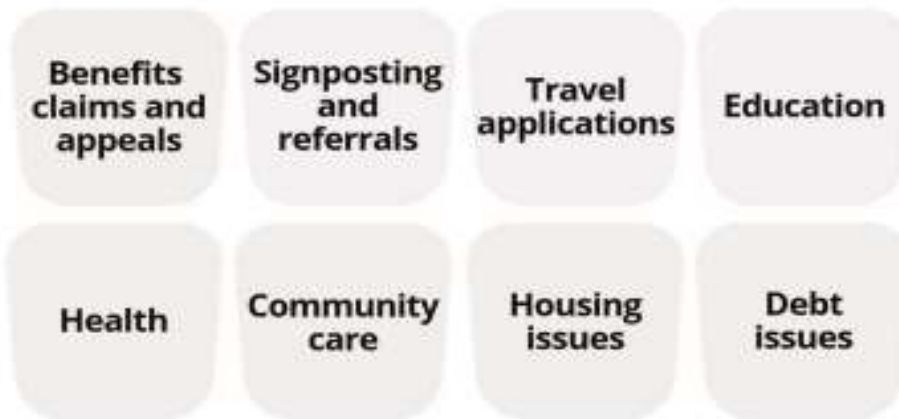 Benefits
claims and
appeals
Signposting
and
referrals
Travel
applications
Education
Health
Community
care
Housing
issues
Debt
issues